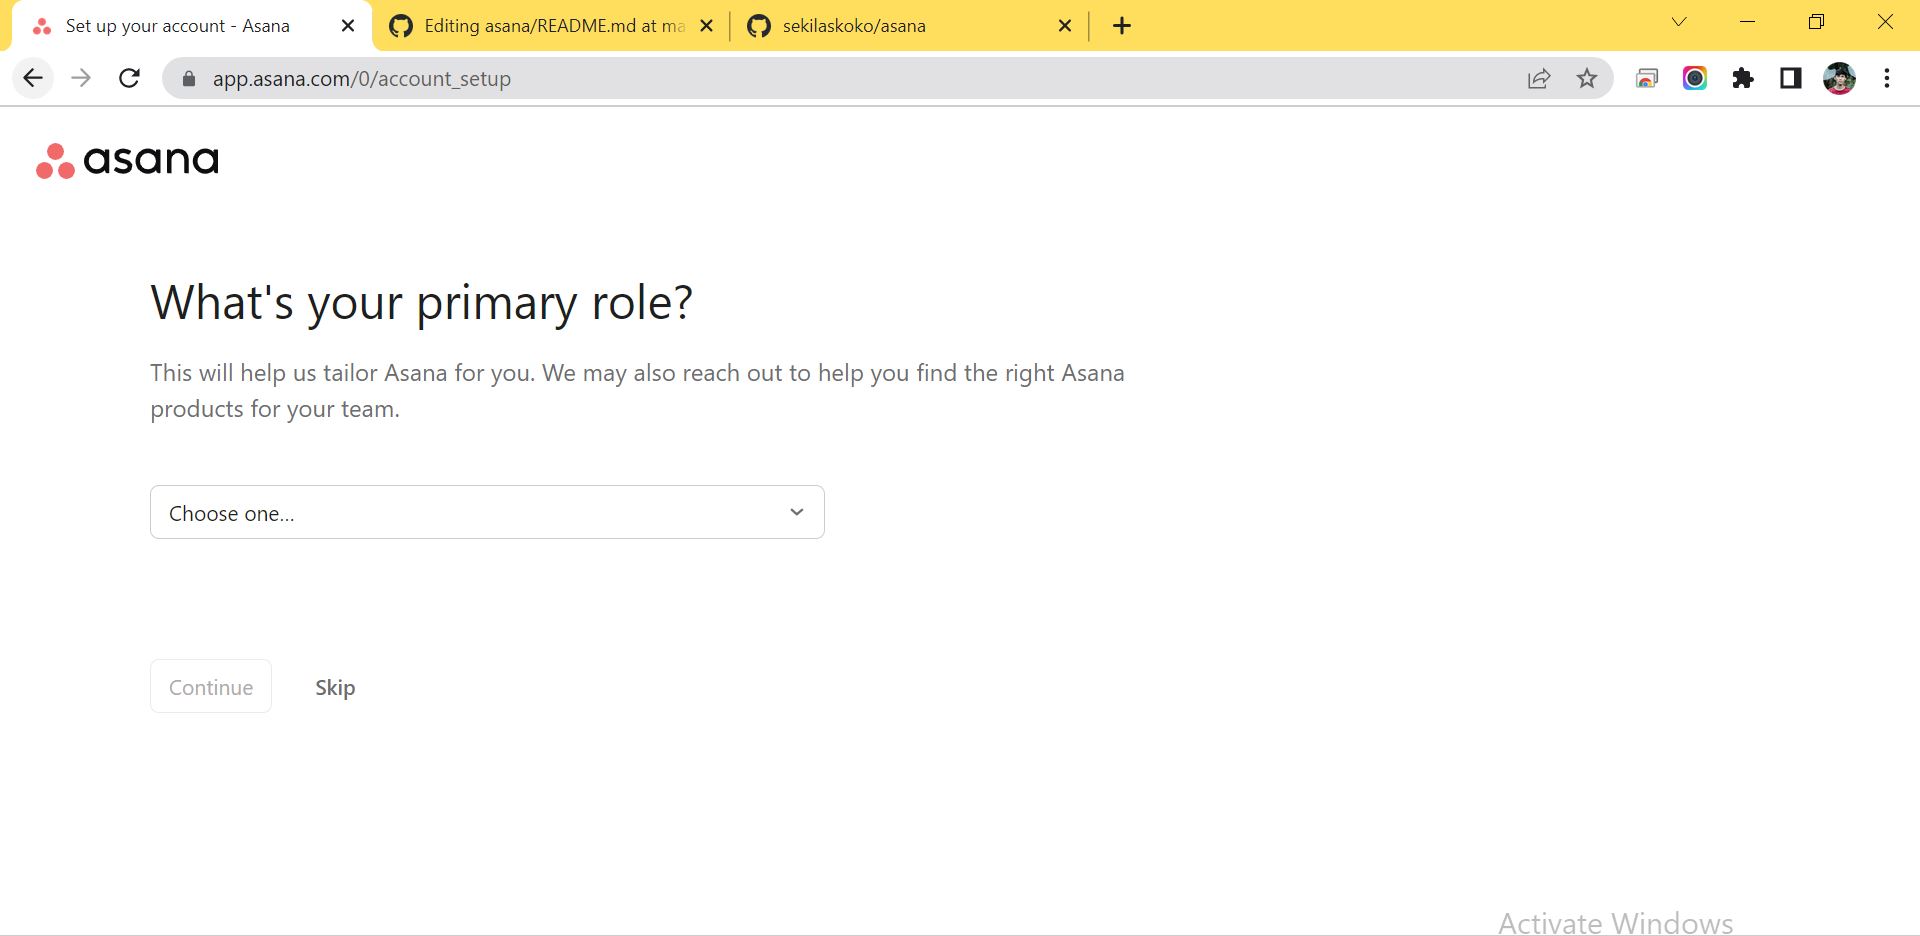 Set up your account - Asana
Editing asana/README.md at ma
sekilaskoko/asana
app.asana.com/0/account_setup
asana
What's your primary role?
This will help us tailor Asana for you. We may also reach out to help you find the right Asana
products for your team.
Choose one...
Continue
Skip
Activate Windows